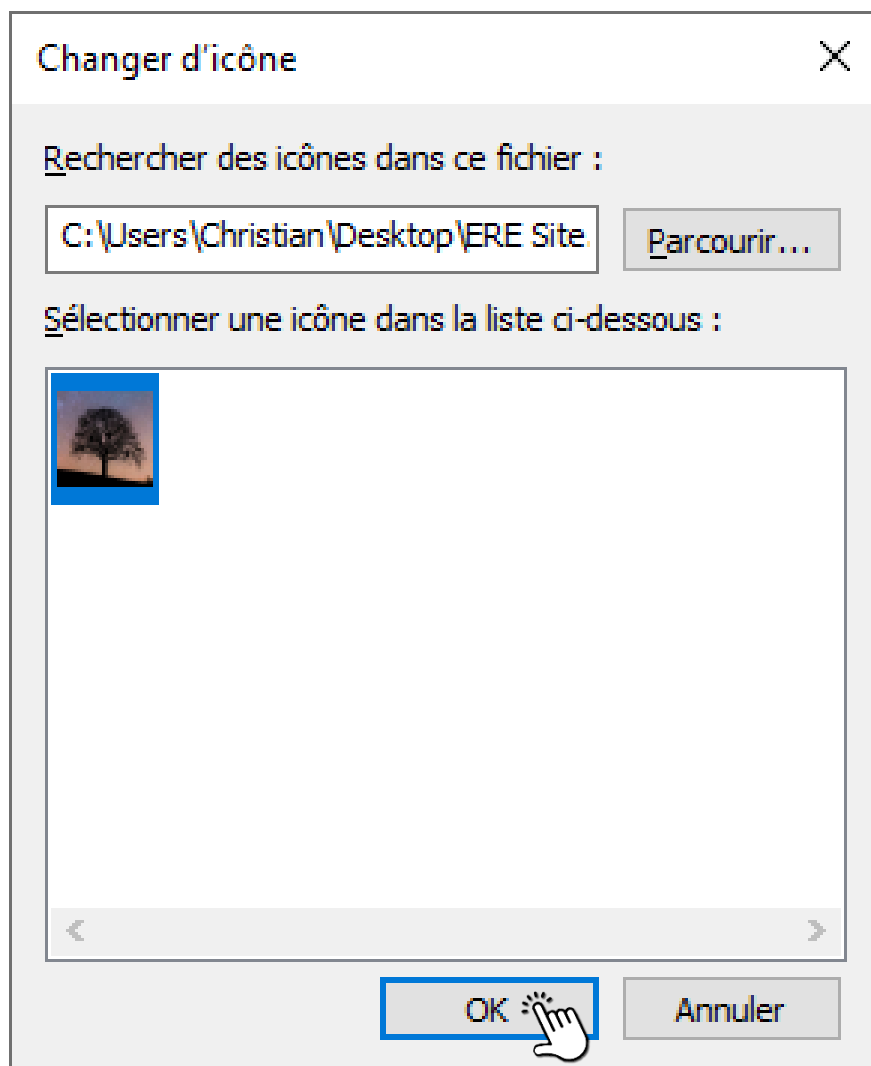 Changer d'icône
Rechercher des icônes dans ce fichier :
C:\Users\Christian\Desktop\ERE Site.
Parcourir...
Sélectionner une icône dans la liste ci-dessous :
OK
Annuler